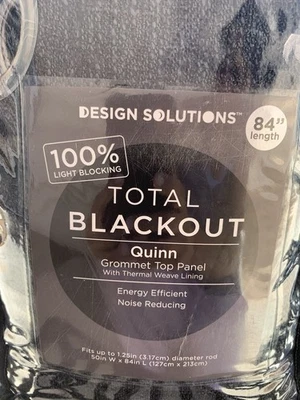 DESIGN SOLUTIONS™
84"
length
100%
LIGHT BLOCKING
TOTAL
BLACKOUT
Quinn
Grommet Top Panel
With Thermal Weave Lining
Energy Efficient
Noise Reducing
Fits up to 1.25in (3.17cm) diameter rod
50in W x 84in L (127cm x 213cm)